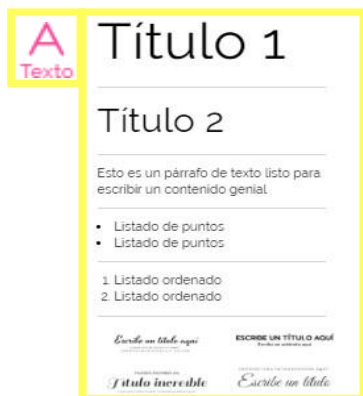 A
Texto
Título 1
Título 2
Esto es un párrafo de texto listo para
escribir un contenido genial
• Listado de puntos
• Listado de puntos
1. Listado ordenado
2. Listado ordenado
Escribe un título aquí
ESCRIBE UN TÍTULO AQUÍ
Título increíble
Escribe un título